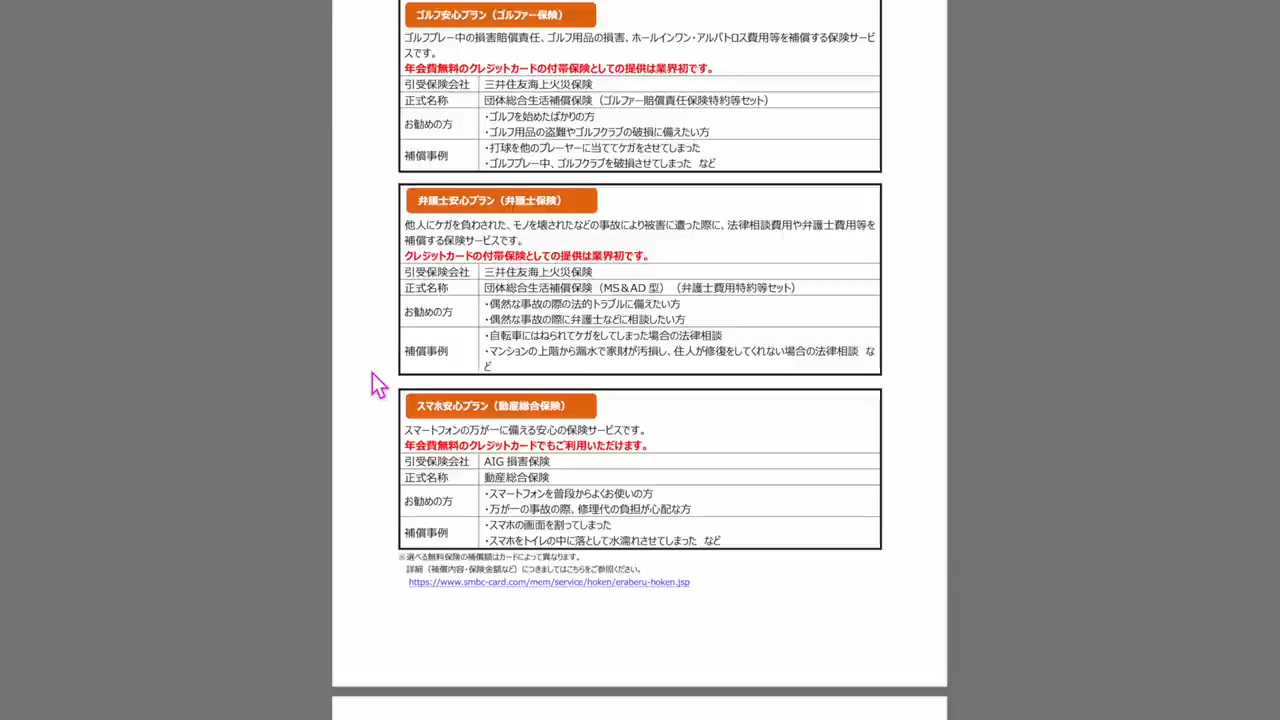 ゴルフ安心プラン（ゴルファー保険）
ゴルフプレー中の損害賠償責任、ゴルフ用品の損害、ホールインワン・アルバトロス費用等を補償する保険サービ
スです。
年会費無料のクレジットカードの付帯保険としての提供は業界初です。
引受保険会社 三井住友海上火災保険
正式名称 団体総合生活補償保険（ゴルファー賠償責任保険特約等セット）
お勧めの方 ・ゴルフを始めたばかりの方
・ゴルフ用品の盗難やゴルフクラブの破損に備えたい方
補償事例 ・打球を他のプレーヤーに当ててケガをさせてしまった
・ゴルフプレー中、ゴルフクラブを破損させてしまった など
弁護士安心プラン（弁護士保険）
他人にケガを負わされた、モノを壊されたなどの事故により被害に遭った際に、法律相談費用や弁護士費用等を
補償する保険サービスです。
クレジットカードの付帯保険としての提供は業界初です。
引受保険会社 三井住友海上火災保険
正式名称 団体総合生活補償保険（MS＆AD 型）（弁護士費用特約等セット）
お勧めの方 ・偶然な事故の際の法的トラブルに備えたい方
・偶然な事故の際に弁護士などに相談したい方
補償事例 ・自転車にはねられてケガをしてしまった場合の法律相談
・マンションの上階から漏水で家財が汚損し、住人が修復をしてくれない場合の法律相談 な
ど
スマホ安心プラン（動産総合保険）
スマートフォンの万が一に備える安心の保険サービスです。
年会費無料のクレジットカードでもご利用いただけます。
引受保険会社 AIG 損害保険
正式名称 動産総合保険
お勧めの方 ・スマートフォンを普段からよくお使いの方
・万が一の事故の際、修理代の負担が心配な方
補償事例 ・スマホの画面を割ってしまった
・スマホをトイレの中に落として水濡れさせてしまった など
※選べる無料保険の補償額はカードによって異なります。
詳細（補償内容・保険金額など）につきましてはこちらをご参照ください。
https://www.smbc-card.com/mem/service/hoken/eraberu-hoken.jsp